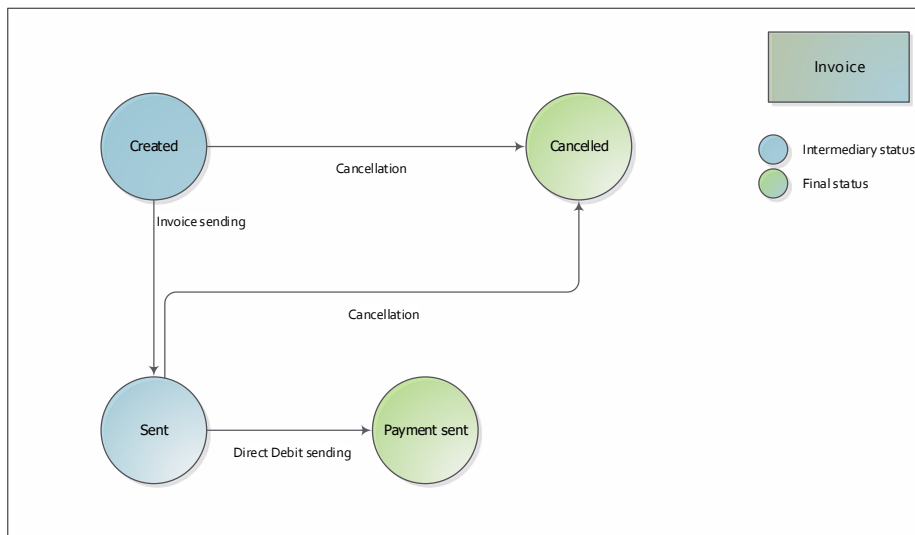 Invoice
Created
Cancelled
Intermediary status
Cancellation
Final status
Invoice sending
Cancellation
Sent
Payment sent
Direct Debit sending